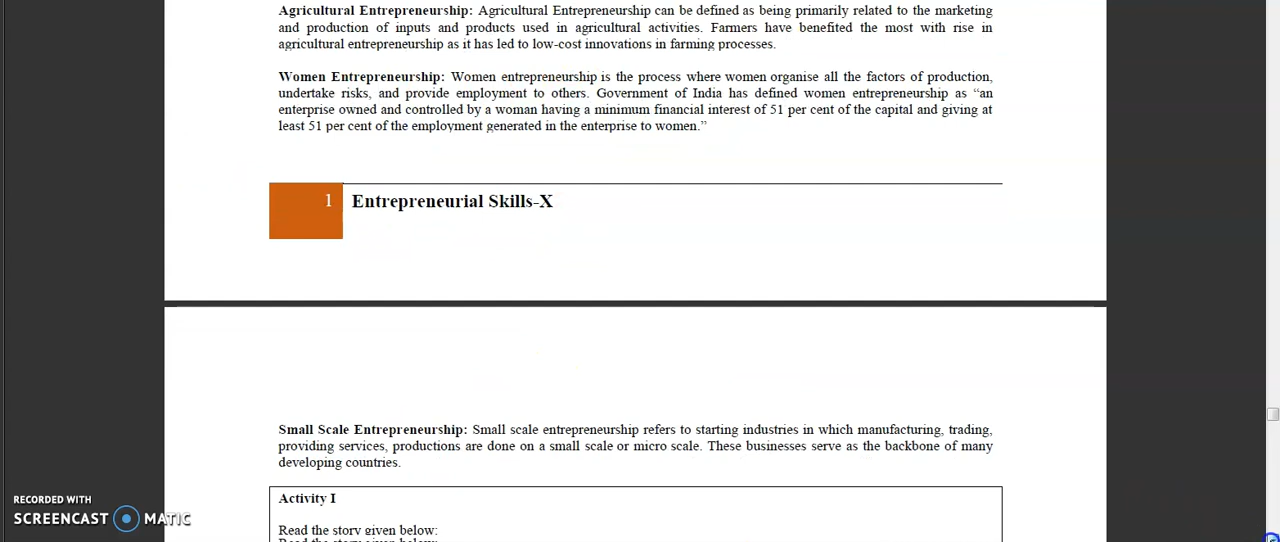 Agricultural Entrepreneurship: Agricultural Entrepreneurship can be defined as being primarily related to the marketing
and production of inputs and products used in agricultural activities. Farmers have benefited the most with rise in
agricultural entrepreneurship as it has led to low-cost innovations in farming processes.
Women Entrepreneurship: Women entrepreneurship is the process where women organise all the factors of production,
undertake risks, and provide employment to others. Government of India has defined women entrepreneurship as “an
enterprise owned and controlled by a woman having a minimum financial interest of 51 per cent of the capital and giving at
least 51 per cent of the employment generated in the enterprise to women.”
1 Entrepreneurial Skills-X
Small Scale Entrepreneurship: Small scale entrepreneurship refers to starting industries in which manufacturing, trading,
providing services, productions are done on a small scale or micro scale. These businesses serve as the backbone of many
developing countries.
Activity I
Read the story given below:
Read the story given below:
RECORDED WITH
SCREENCAST MATIC